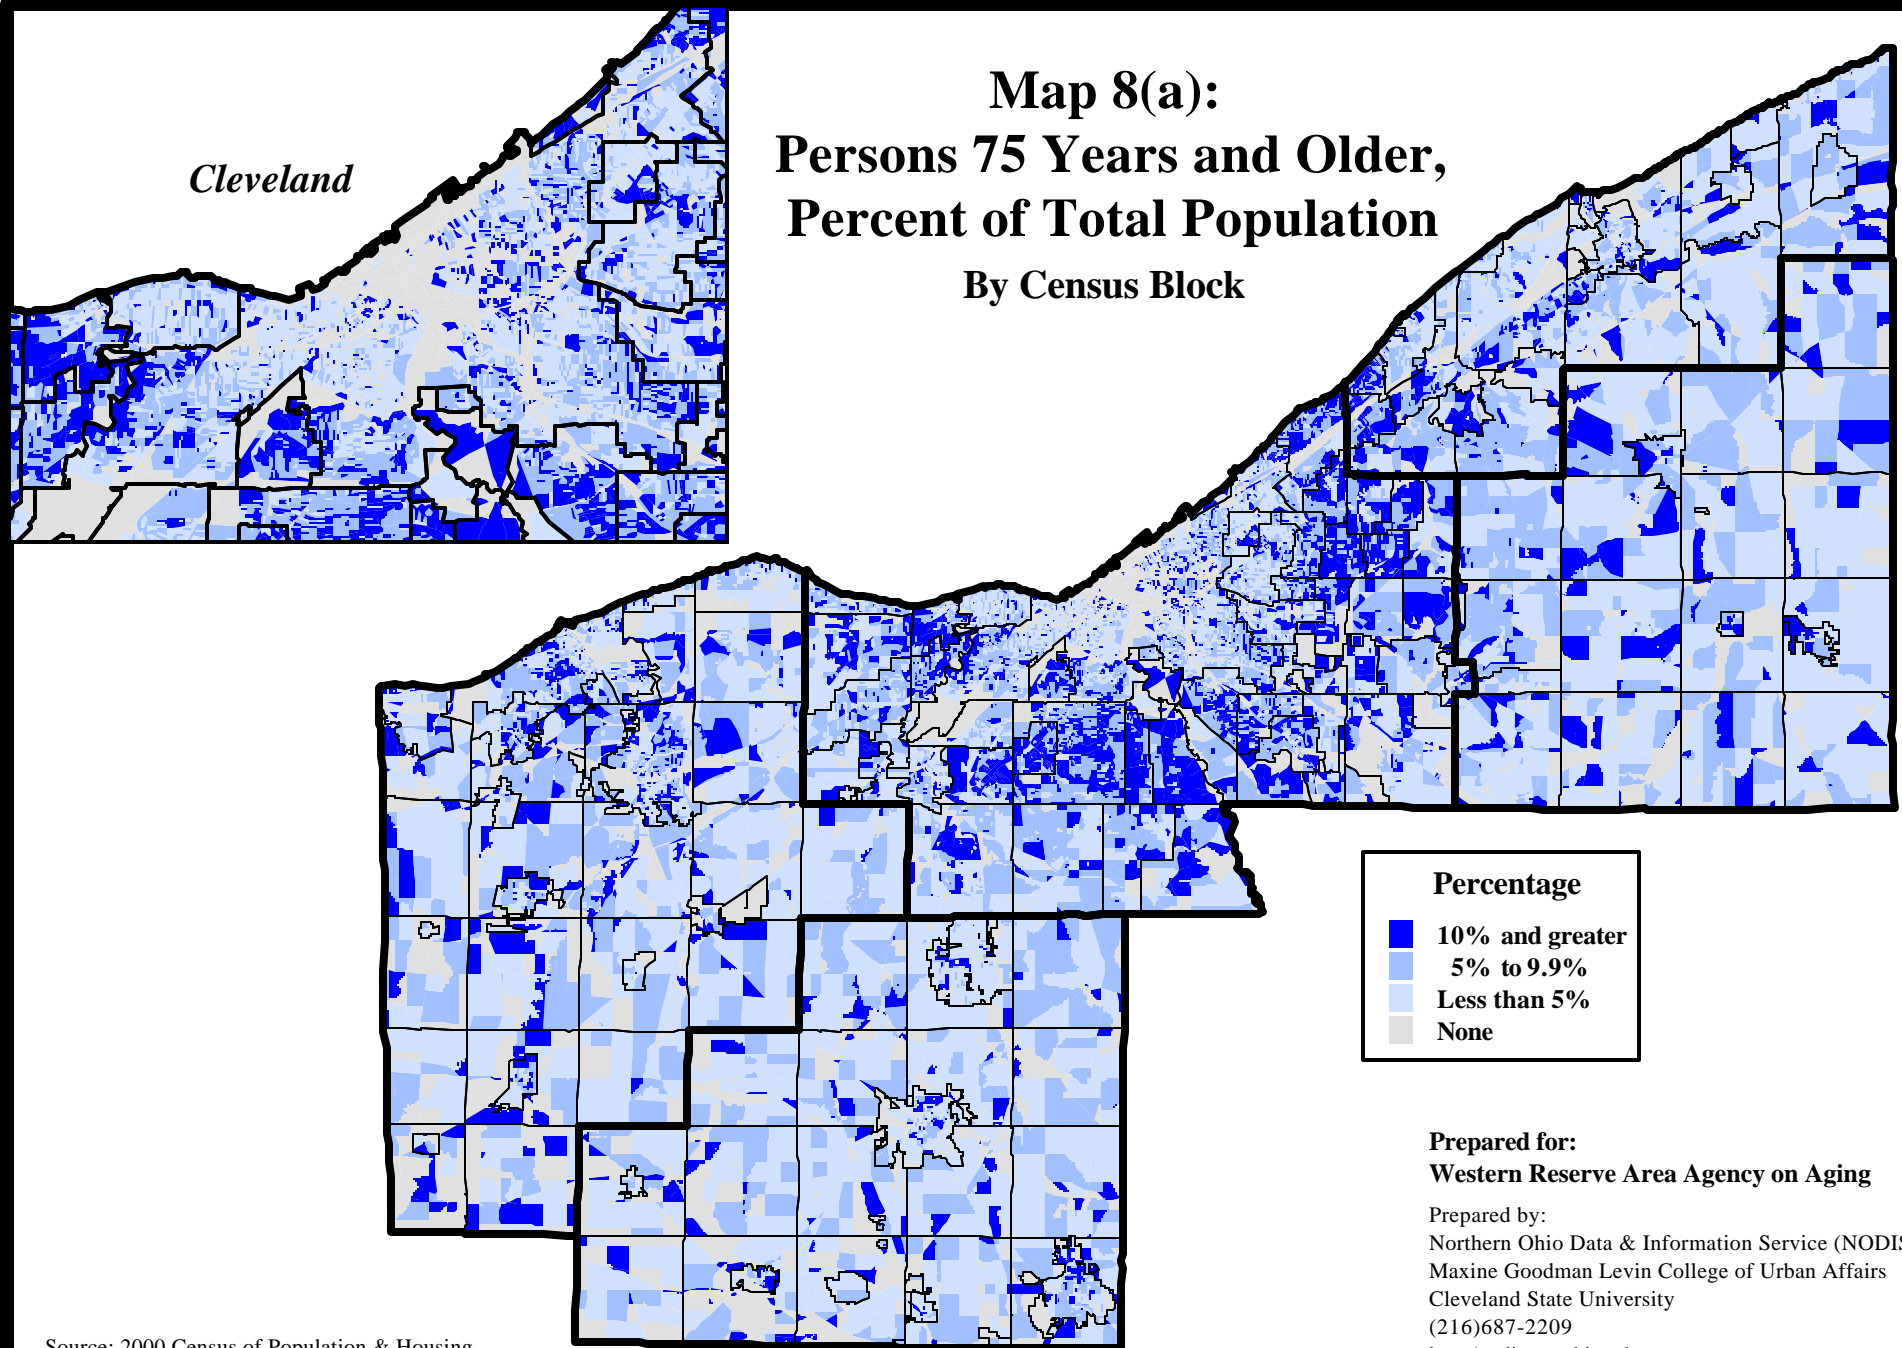 Map 8(a):
Persons 75 Years and Older,
Percent of Total Population
By Census Block
Cleveland
Percentage
10% and greater
5% to 9.9%
Less than 5%
None
Prepared for:
Western Reserve Area Agency on Aging
Prepared by:
Northern Ohio Data & Information Service (NODIS
Maxine Goodman Levin College of Urban Affairs
Cleveland State University
(216)687-2209
Source: 2000 Census of Population & Housing